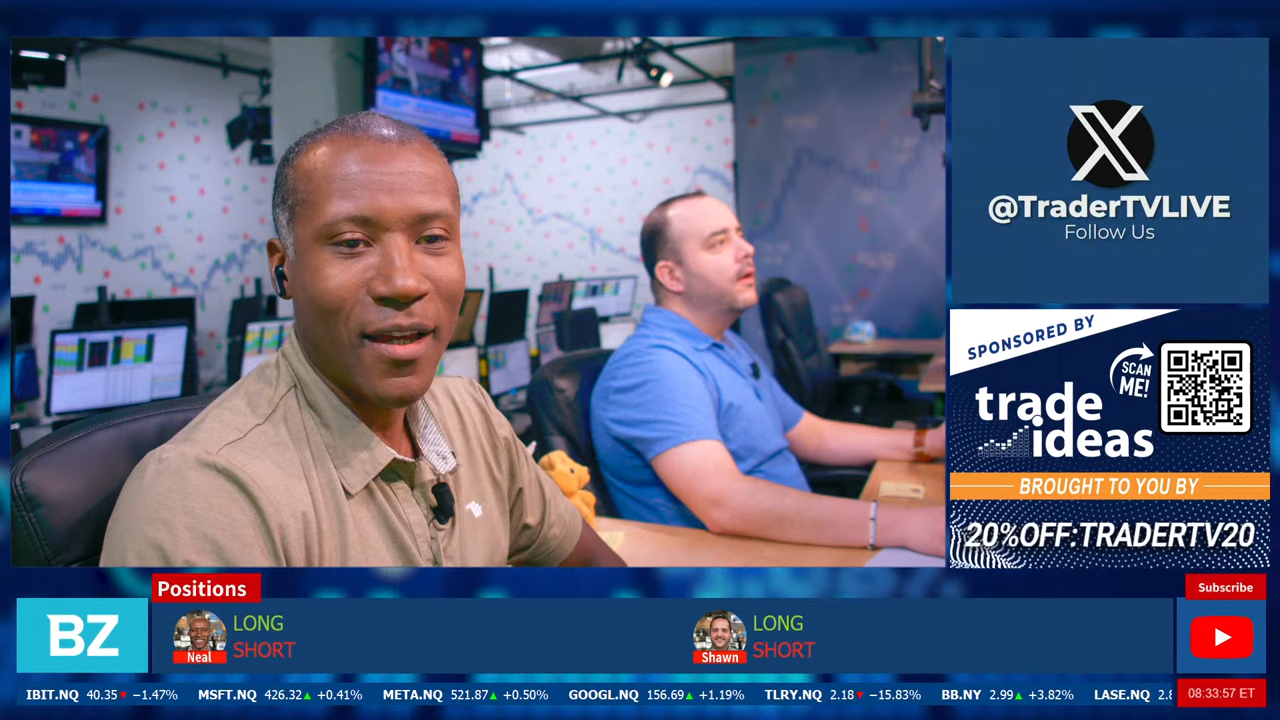 @TraderTVLIVE
Follow Us
SPONSORED BY
SCAN
ME!
trade
ideas
BROUGHT TO YOU BY
20%OFF:TRADERTV20
Positions
Subscribe
BZ
LONG
SHORT
Neal
LONG
SHORT
Shawn
IBIT.NQ 40.35▼ −1.47% MSFT.NQ 426.32▲ +0.41% META.NQ 521.87▲ +0.50% GOOGL.NQ 156.69▲ +1.19% TLRY.NQ 2.18▼ −15.83% BB.NY 2.99▲ +3.82% LASE.NQ
08:33:57 ET